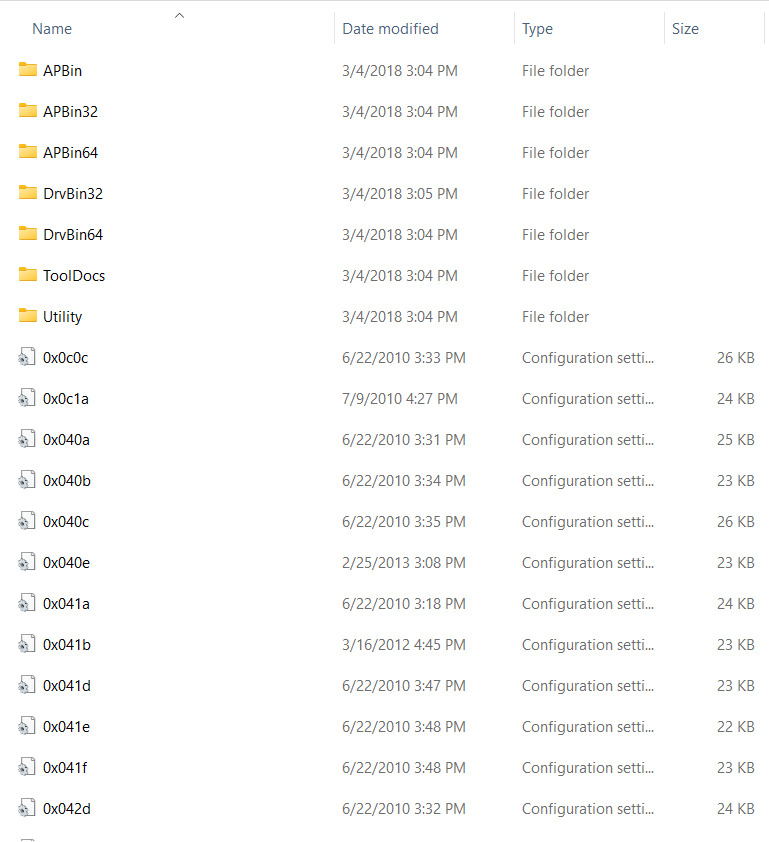 Name Date modified Type Size
APBin 3/4/2018 3:04 PM File folder
APBin32 3/4/2018 3:04 PM File folder
APBin64 3/4/2018 3:04 PM File folder
DrvBin32 3/4/2018 3:05 PM File folder
DrvBin64 3/4/2018 3:04 PM File folder
ToolDocs 3/4/2018 3:04 PM File folder
Utility 3/4/2018 3:04 PM File folder
0x0c0c 6/22/2010 3:33 PM Configuration setti... 26 KB
0x0c1a 7/9/2010 4:27 PM Configuration setti... 24 KB
0x040a 6/22/2010 3:31 PM Configuration setti... 25 KB
0x040b 6/22/2010 3:34 PM Configuration setti... 23 KB
0x040c 6/22/2010 3:35 PM Configuration setti... 26 KB
0x040e 2/25/2013 3:08 PM Configuration setti... 23 KB
0x041a 6/22/2010 3:18 PM Configuration setti... 24 KB
0x041b 3/16/2012 4:45 PM Configuration setti... 23 KB
0x041d 6/22/2010 3:47 PM Configuration setti... 23 KB
0x041e 6/22/2010 3:48 PM Configuration setti... 22 KB
0x041f 6/22/2010 3:48 PM Configuration setti... 23 KB
0x042d 6/22/2010 3:32 PM Configuration setti... 24 KB